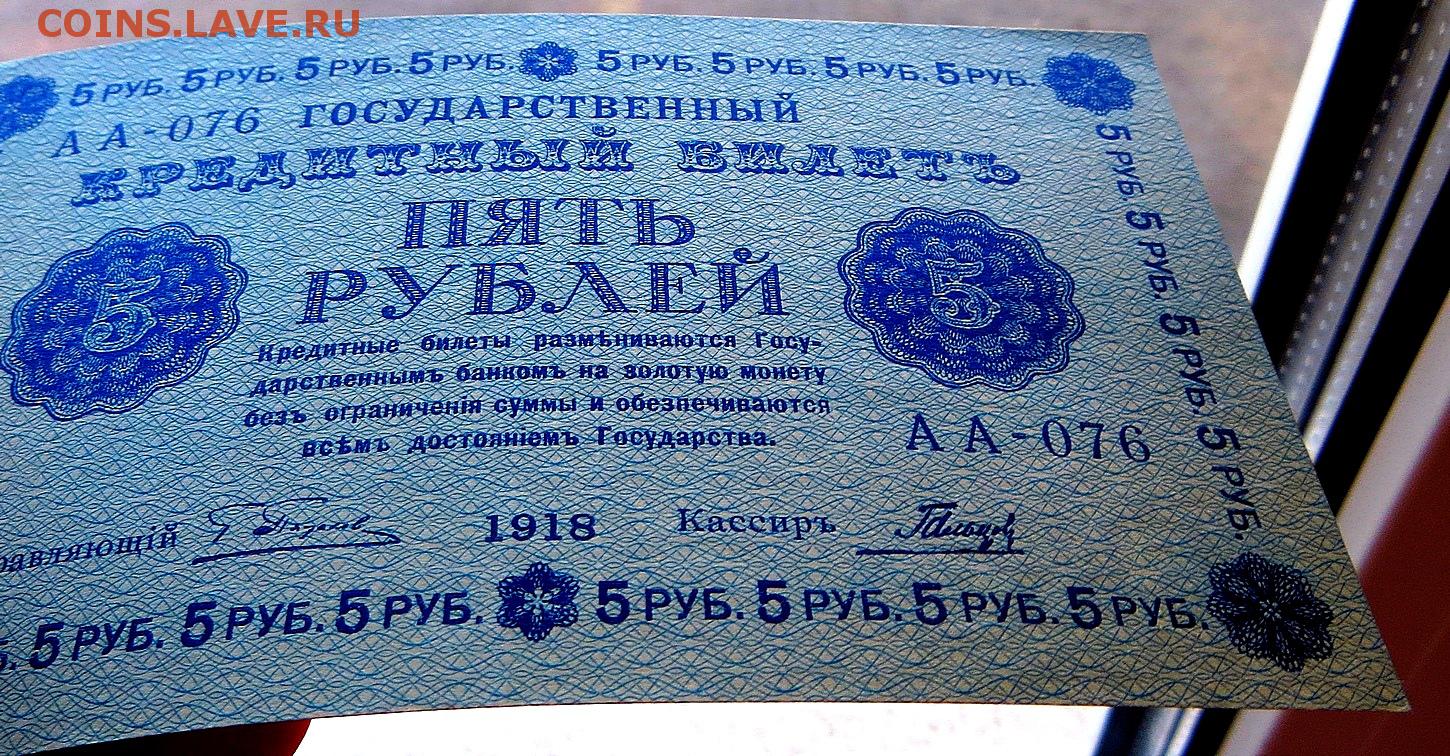 COINS.LAVE.RU
5 РУБ. 5 РУБ. 5 РУБ. 5 РУБ. 5 РУБ. 5 РУБ. 5 РУБ. 5 РУБ.
АА-076 ГОСУДАРСТВЕННЫЙ
КРЕДИТНЫЙ БИЛЕТЪ
ПЯТЬ
РУБЛЕЙ
5
5
Кредитные билеты размѣниваются Госу-
дарственнымъ банкомъ на золотую монету
безъ ограниченія суммы и обезпечиваются
всѣмъ достояніемъ Государства.
АА-076
равляющій
1918
Кассиръ
5 РУБ. 5 РУБ. 5 РУБ. 5 РУБ.
5 РУБ. 5 РУБ. 5 РУБ. 5 РУБ. 5 РУБ. 5 РУБ. 5 РУБ.